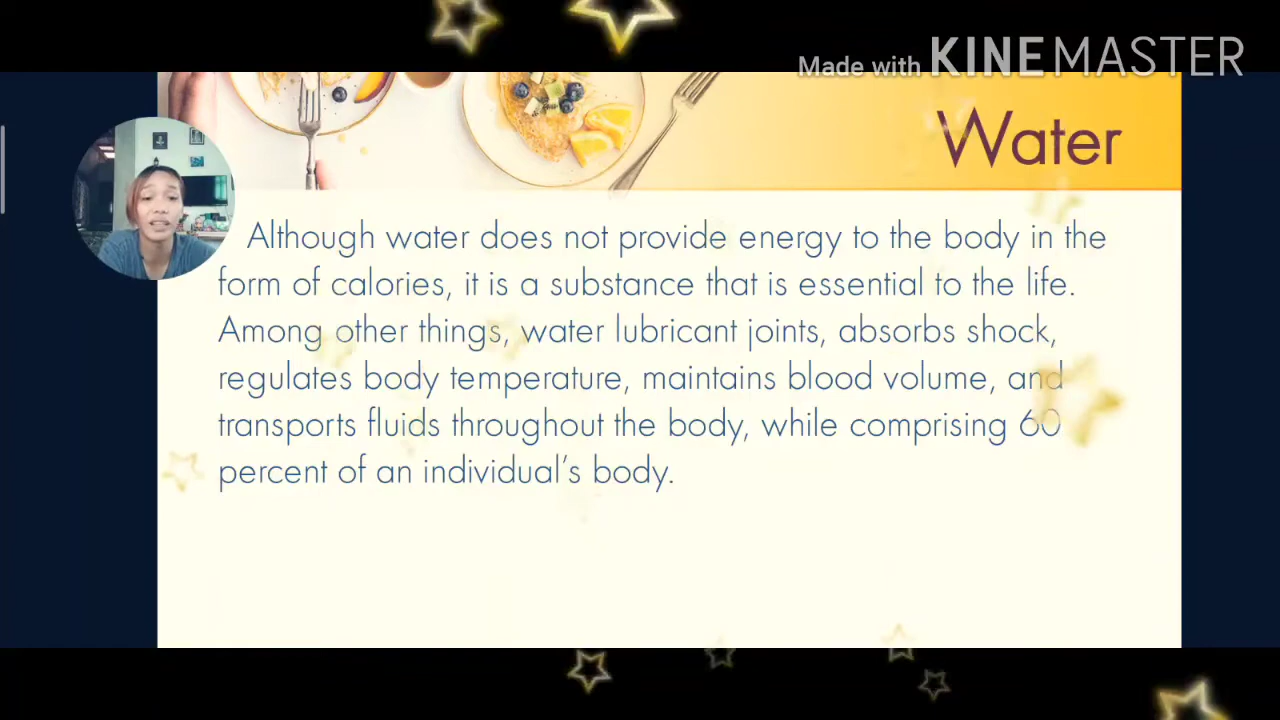 Made with KINEMASTER
Water
Although water does not provide energy to the body in the
form of calories, it is a substance that is essential to the life.
Among other things, water lubricant joints, absorbs shock,
regulates body temperature, maintains blood volume, and
transports fluids throughout the body, while comprising 60
percent of an individual's body.